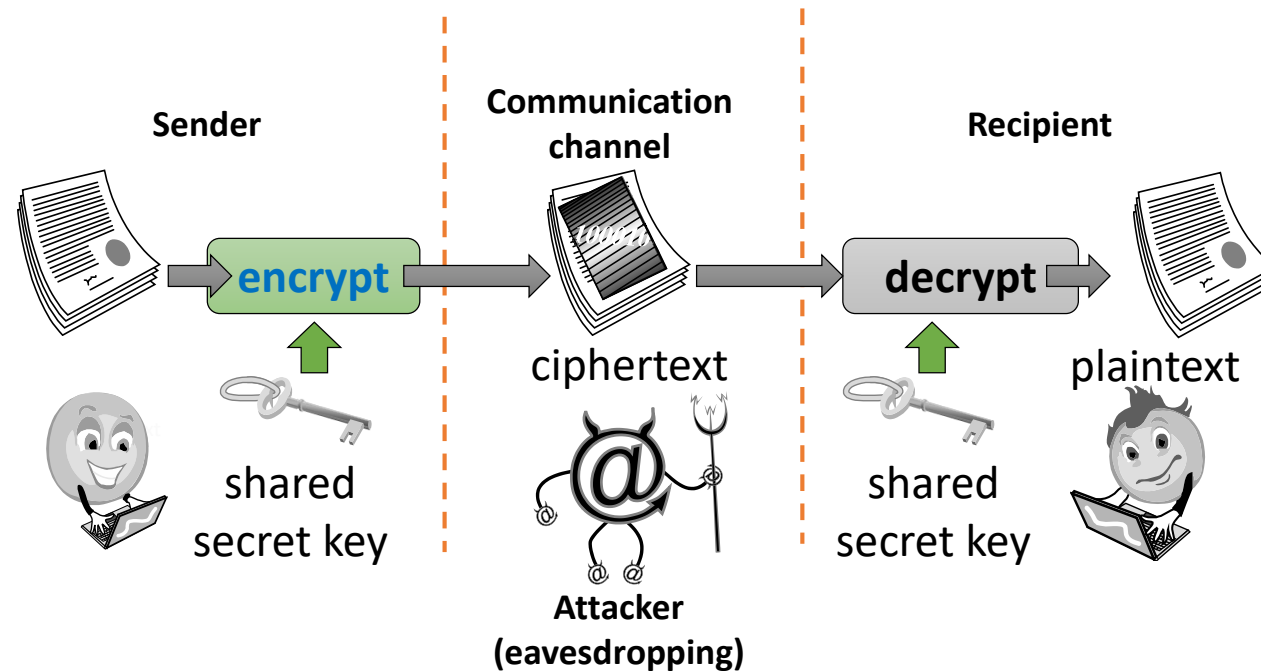 Sender
Communication
channel
Recipient
encrypt
decrypt
ciphertext
plaintext
shared
secret key
@
@
@
@
@
shared
secret key
Attacker
(eavesdropping)